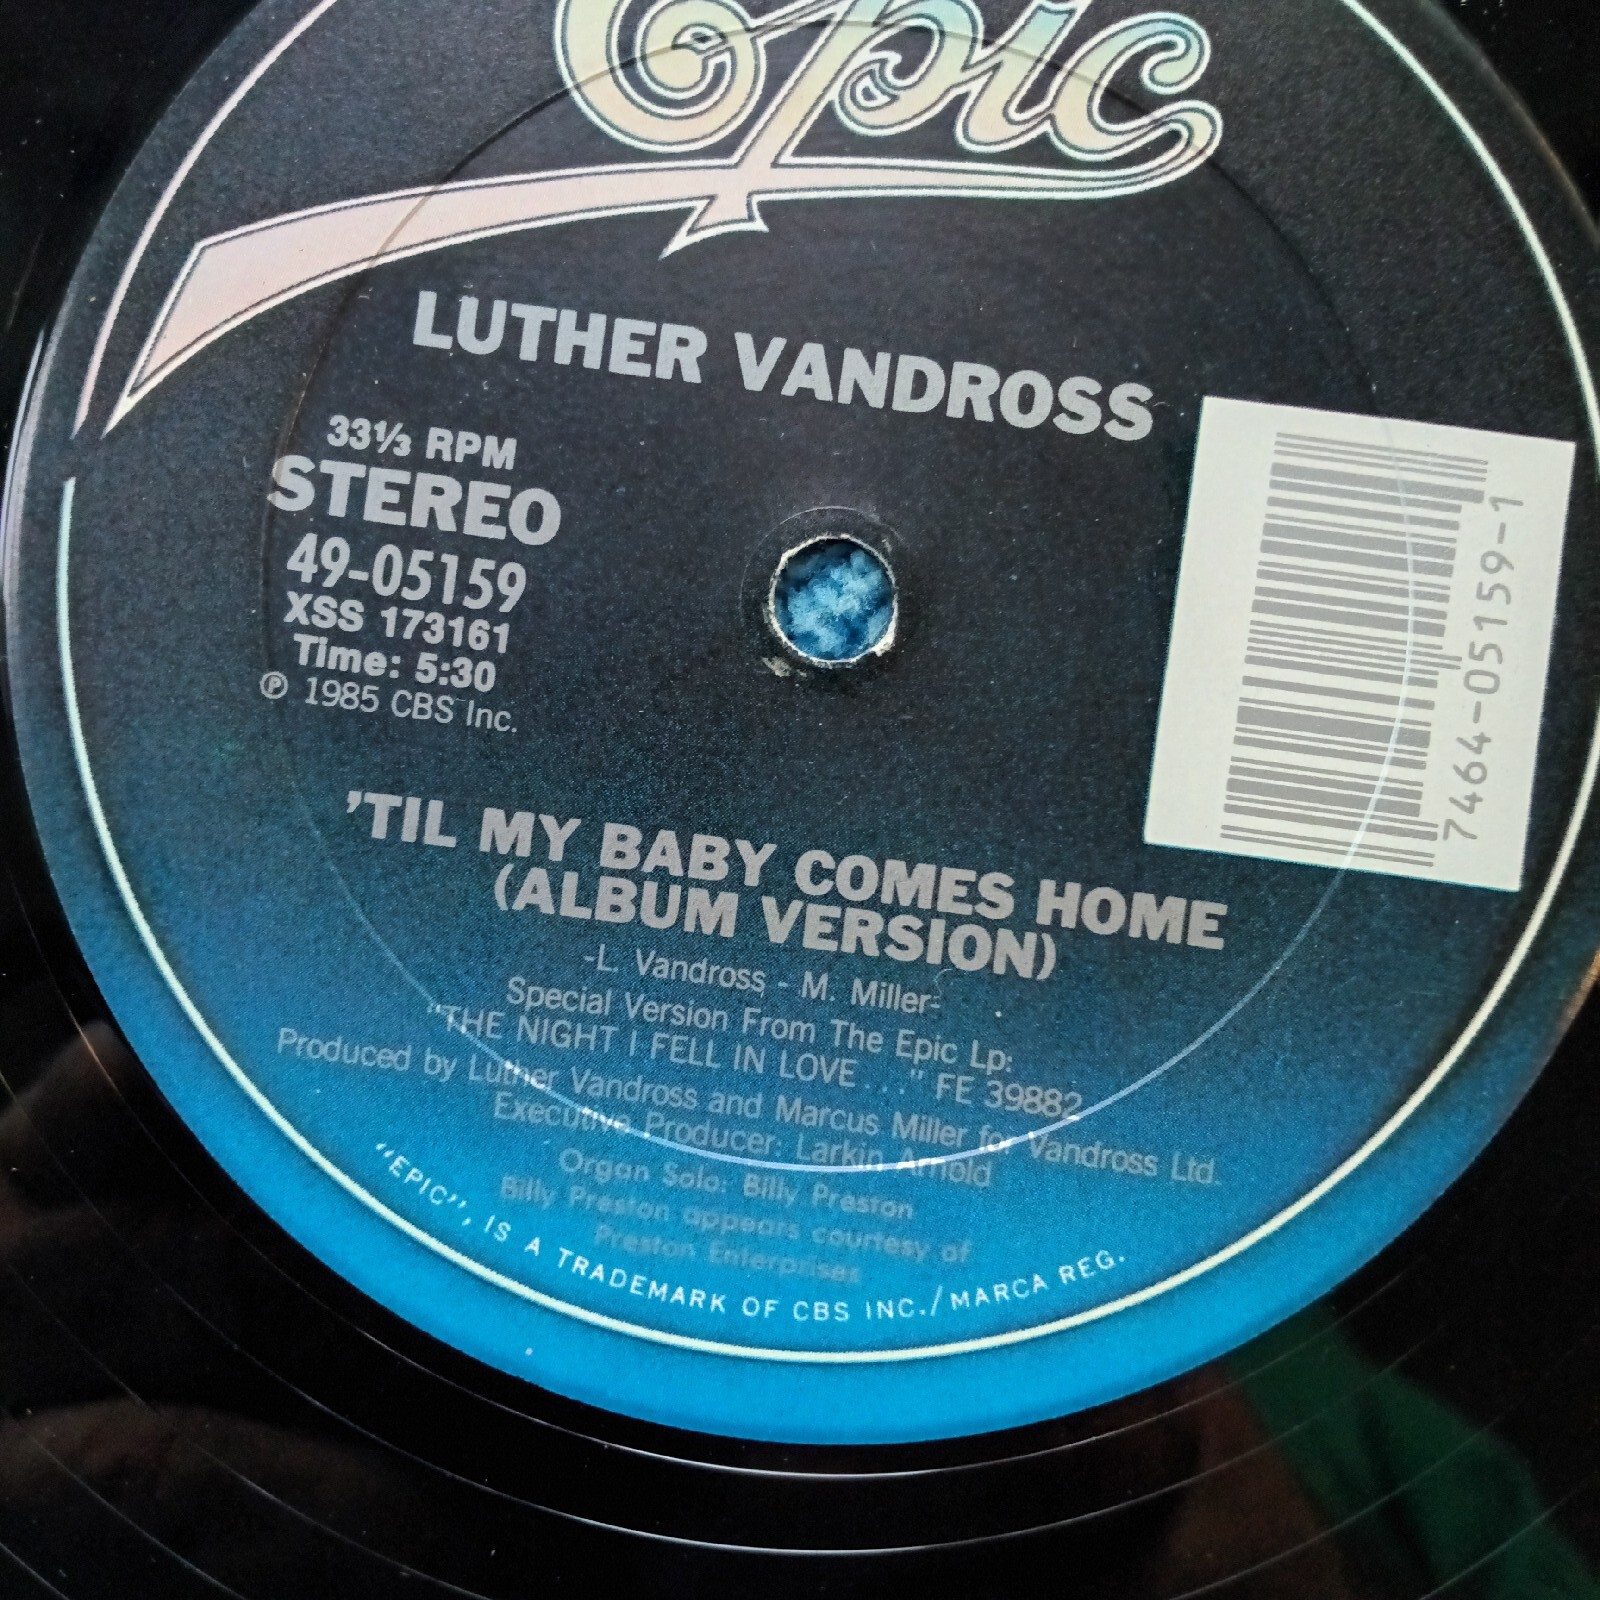 Epic
LUTHER VANDROSS
33⅓ RPM
STEREO
49-05159
XSS 173161
Time: 5:30
℗ 1985 CBS Inc.
7464-05159-1
'TIL MY BABY COMES HOME
(ALBUM VERSION)
-L. Vandross - M. Miller-
Special Version From The Epic Lp:
"THE NIGHT I FELL IN LOVE..." FE 39882
Produced by Luther Vandross and Marcus Miller for Vandross Ltd.
Executive Producer: Larkin Arnold
Organ Solo: Billy Preston
Billy Preston appears courtesy of
Preston Enterprises
"EPIC", IS A TRADEMARK OF CBS INC./MARCA REG.